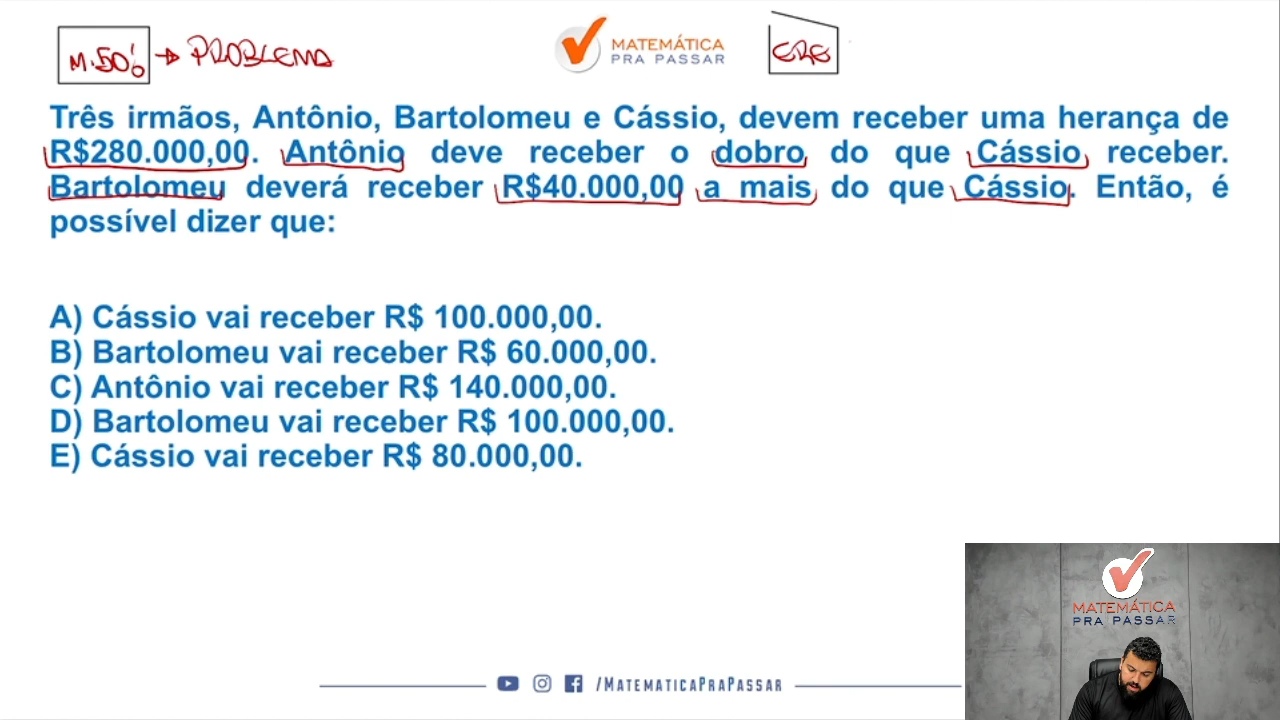 M.50%
PROBLEMA
MATEMÁTICA
PRA PASSAR
Três irmãos, Antônio, Bartolomeu e Cássio, devem receber uma herança de
R$280.000,00. Antônio deve receber o dobro do que Cássio receber.
Bartolomeu deverá receber R$40.000,00 a mais do que Cássio. Então, é
possível dizer que:
A) Cássio vai receber R$ 100.000,00.
B) Bartolomeu vai receber R$ 60.000,00.
C) Antônio vai receber R$ 140.000,00.
D) Bartolomeu vai receber R$ 100.000,00.
E) Cássio vai receber R$ 80.000,00.
MATEMÁTICA
PRA PASSAR
/MATEMATICAPRAPASSAR